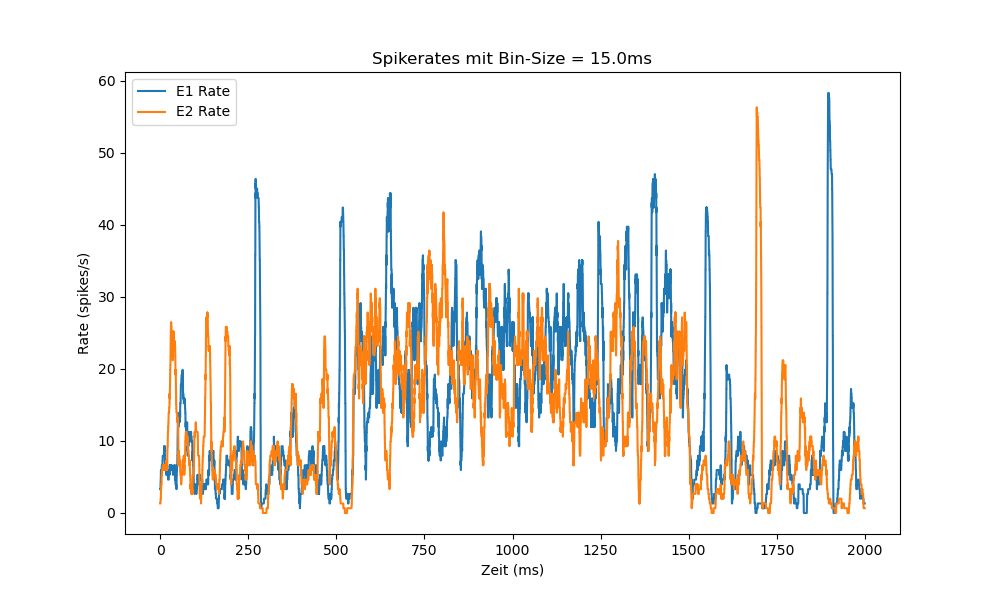 Spikerates mit Bin-Size = 15.0ms
E1 Rate
E2 Rate
Rate (spikes/s)
60
50
40
30
20
10
0
0 250 500 750 1000 1250 1500 1750 2000
Zeit (ms)